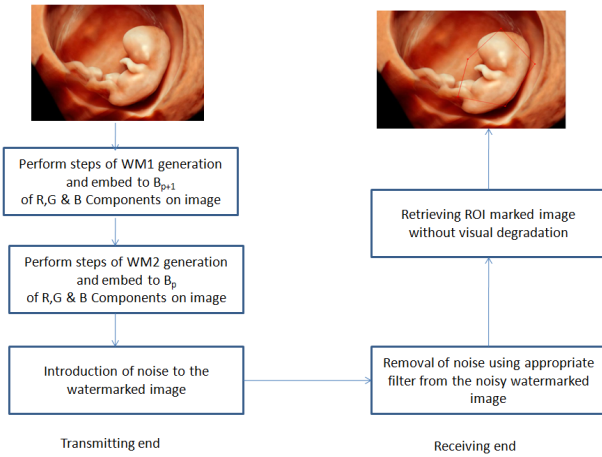 Perform steps of WM1 generation
and embed to Bp+1
of R,G & B Components on image
Perform steps of WM2 generation
and embed to Bp
of R,G & B Components on image
Introduction of noise to the
watermarked image
Transmitting end
Retrieving ROI marked image
without visual degradation
Removal of noise using appropriate
filter from the noisy watermarked
image
Receiving end